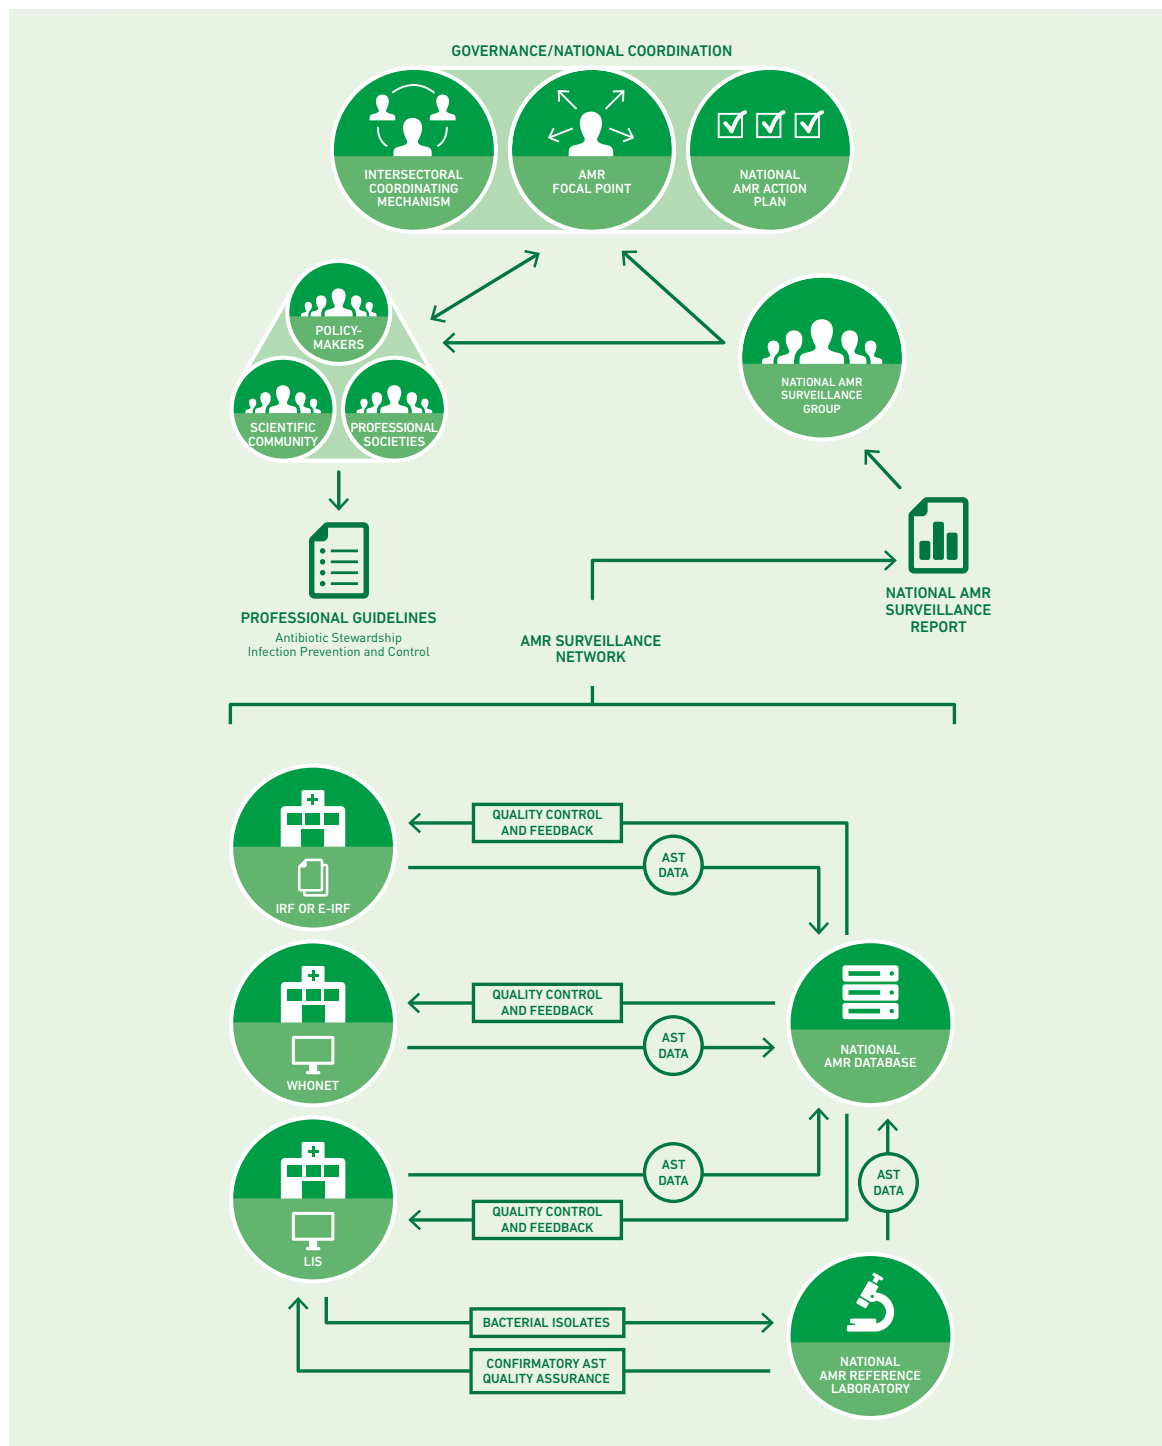 GOVERNANCE/NATIONAL COORDINATION
INTERSECTORAL
COORDINATING
MECHANISM
AMR
FOCAL POINT
NATIONAL
AMR ACTION
PLAN
POLICY-
MAKERS
SCIENTIFIC
COMMUNITY
PROFESSIONAL
SOCIETIES
NATIONAL AMR
SURVEILLANCE
GROUP
PROFESSIONAL GUIDELINES
Antibiotic Stewardship
Infection Prevention and Control
NATIONAL AMR
SURVEILLANCE
REPORT
AMR SURVEILLANCE
NETWORK
QUALITY CONTROL
AND FEEDBACK
AST
DATA
IRF OR E-IRF
QUALITY CONTROL
AND FEEDBACK
AST
DATA
WHONET
NATIONAL
AMR DATABASE
AST
DATA
QUALITY CONTROL
AND FEEDBACK
LIS
AST
DATA
BACTERIAL ISOLATES
CONFIRMATORY AST
QUALITY ASSURANCE
NATIONAL
AMR REFERENCE
LABORATORY